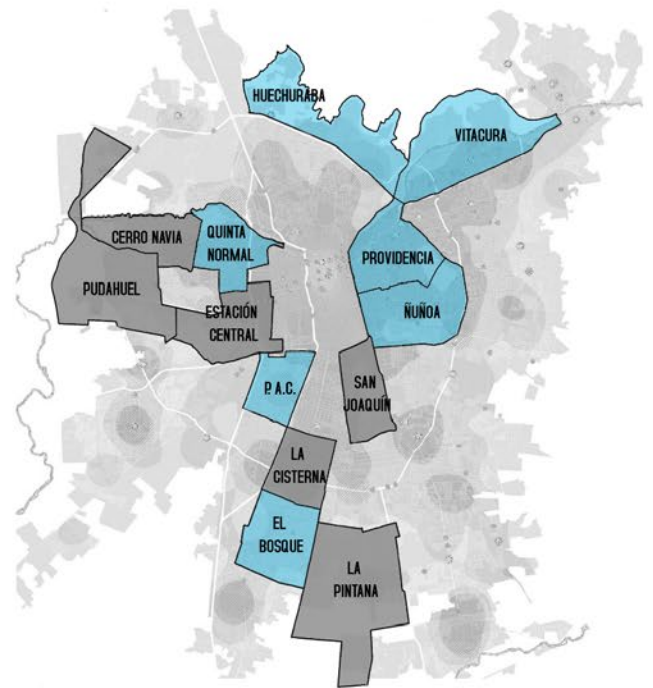 HUECHURABA
VITACURA
CERRO NAVIA
QUINTA
NORMAL
PROVIDENCIA
PUDAHUEL
ÑUÑOA
ESTACIÓN
CENTRAL
P. A.C.
SAN
JOAQUÍN
LA
CISTERNA
EL
BOSQUE
LA
PINTANA